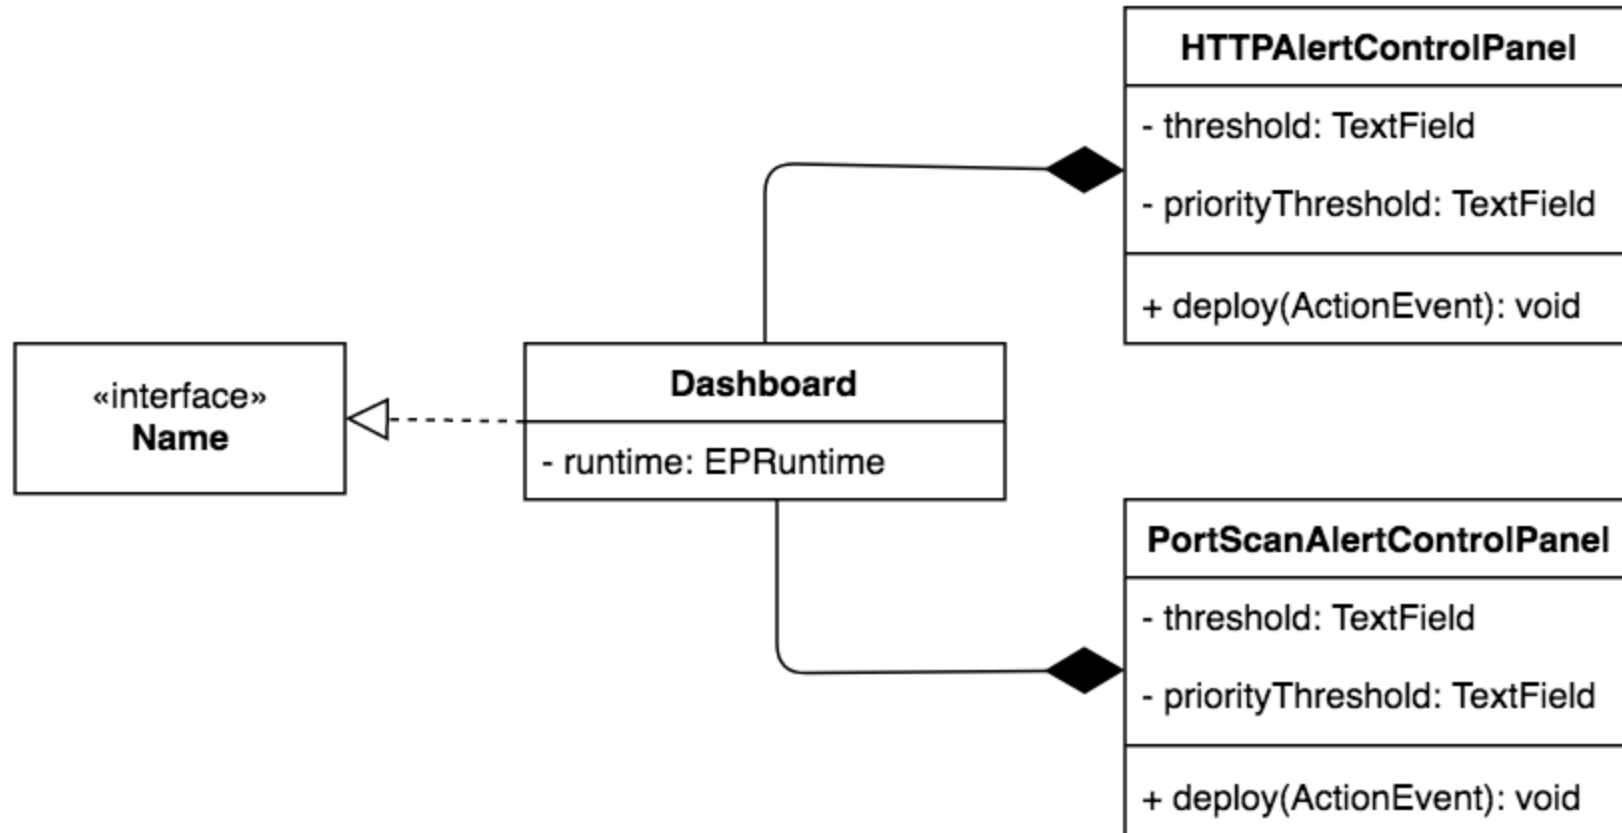 HTTPAlertControlPanel
- threshold: TextField
- priorityThreshold: TextField
+ deploy(ActionEvent): void
«interface»
Name
Dashboard
- runtime: EPRuntime
PortScanAlertControlPanel
- threshold: TextField
- priorityThreshold: TextField
+ deploy(ActionEvent): void